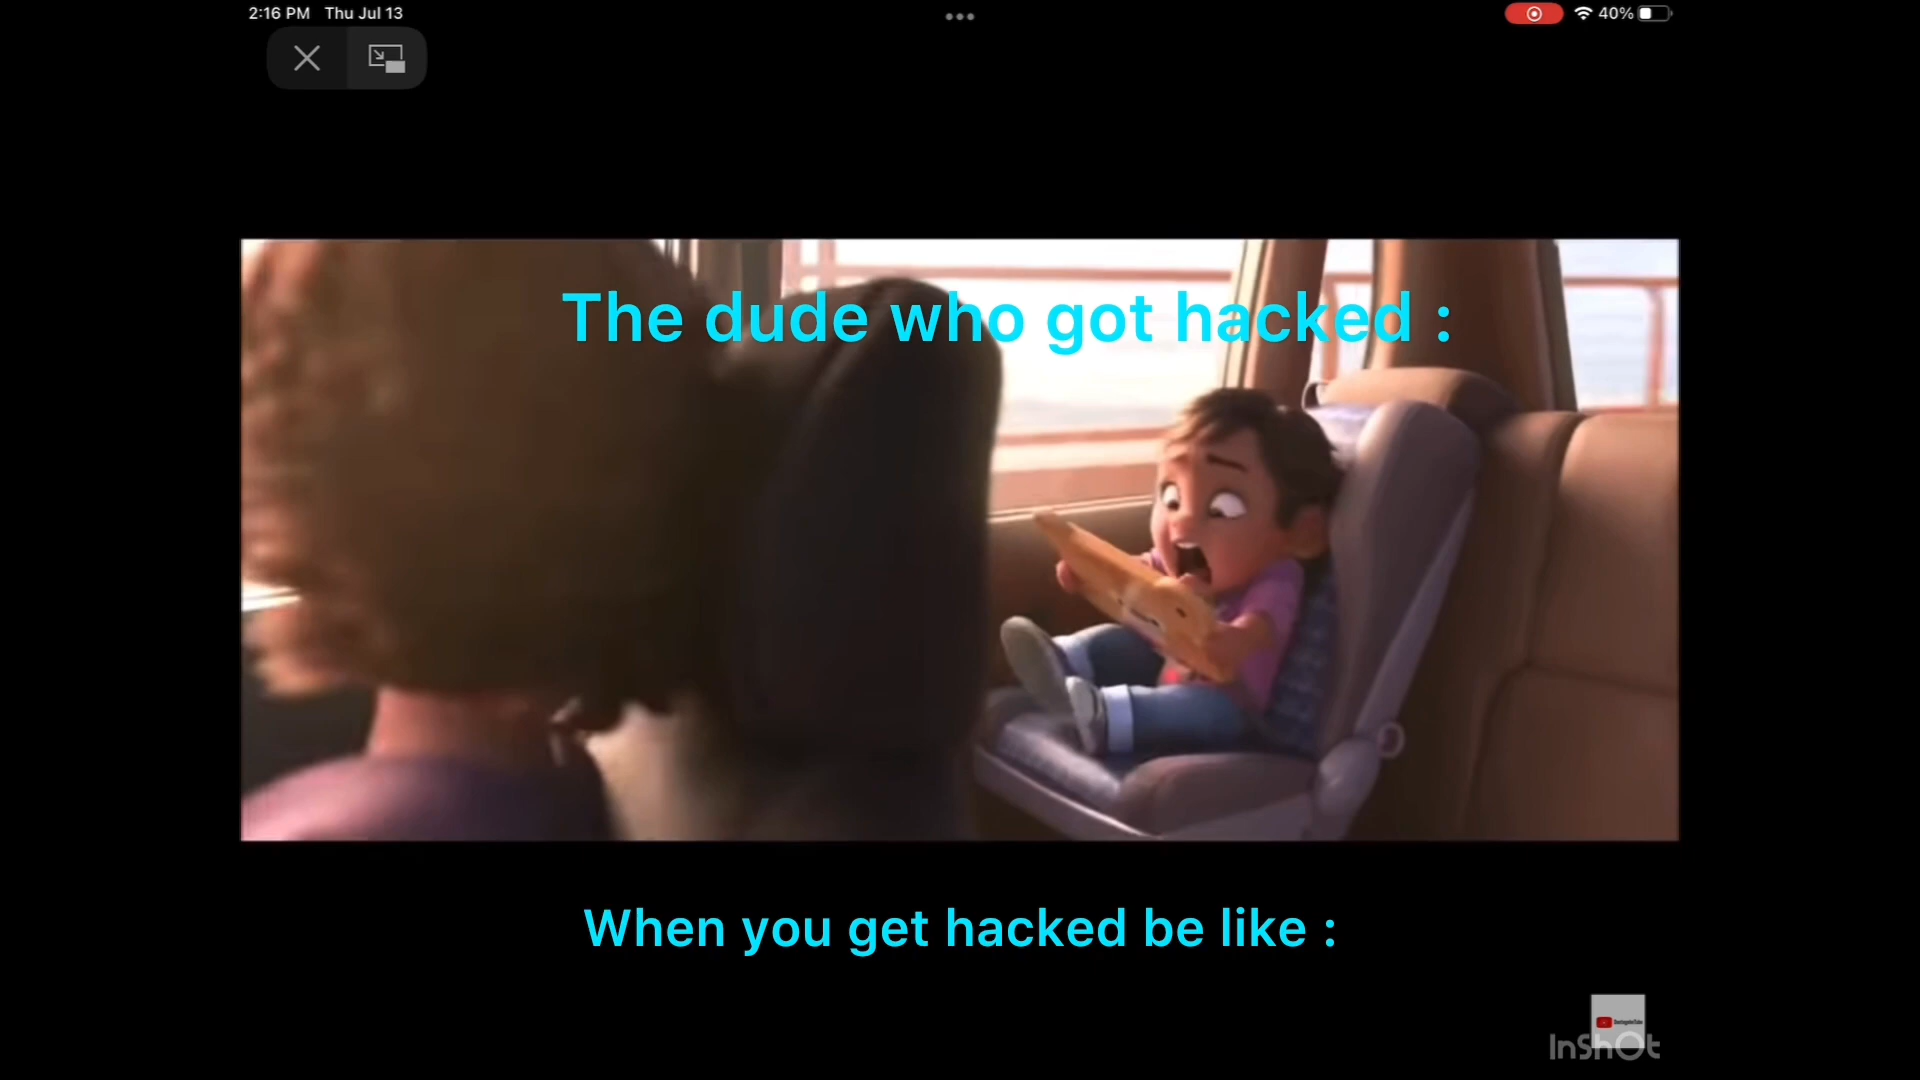 2:16 PM Thu Jul 13
40%
The dude who got hacked :
When you get hacked be like :
InShOt